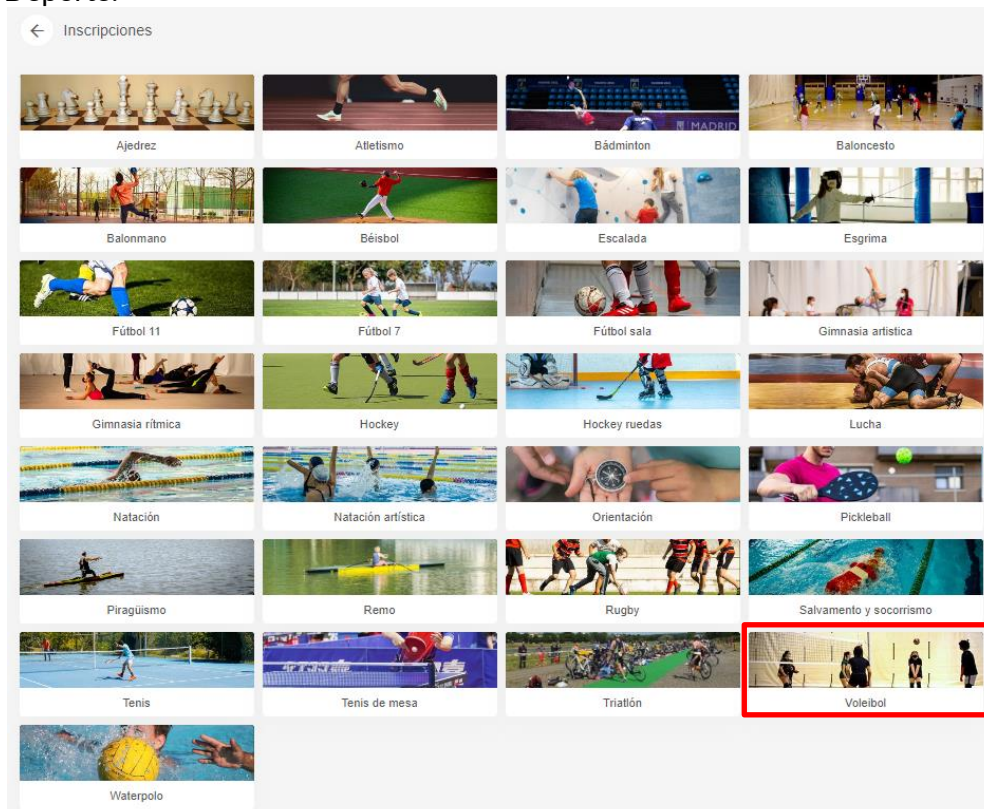 Deporte.
Inscripciones
MADRID
Ajedrez
Atletismo
Bádminton
Baloncesto
Balonmano
Béisbol
Escalada
Esgrima
Fútbol 11
Fútbol 7
Fútbol sala
Gimnasia artistica
Gimnasia rítmica
Hockey
Hockey ruedas
Lucha
Natación
Natación artística
Orientación
Pickleball
Piragüismo
Remo
Rugby
Salvamento y socorrismo
Tenis
Tenis de mesa
Triatlón
Voleibol
Waterpolo